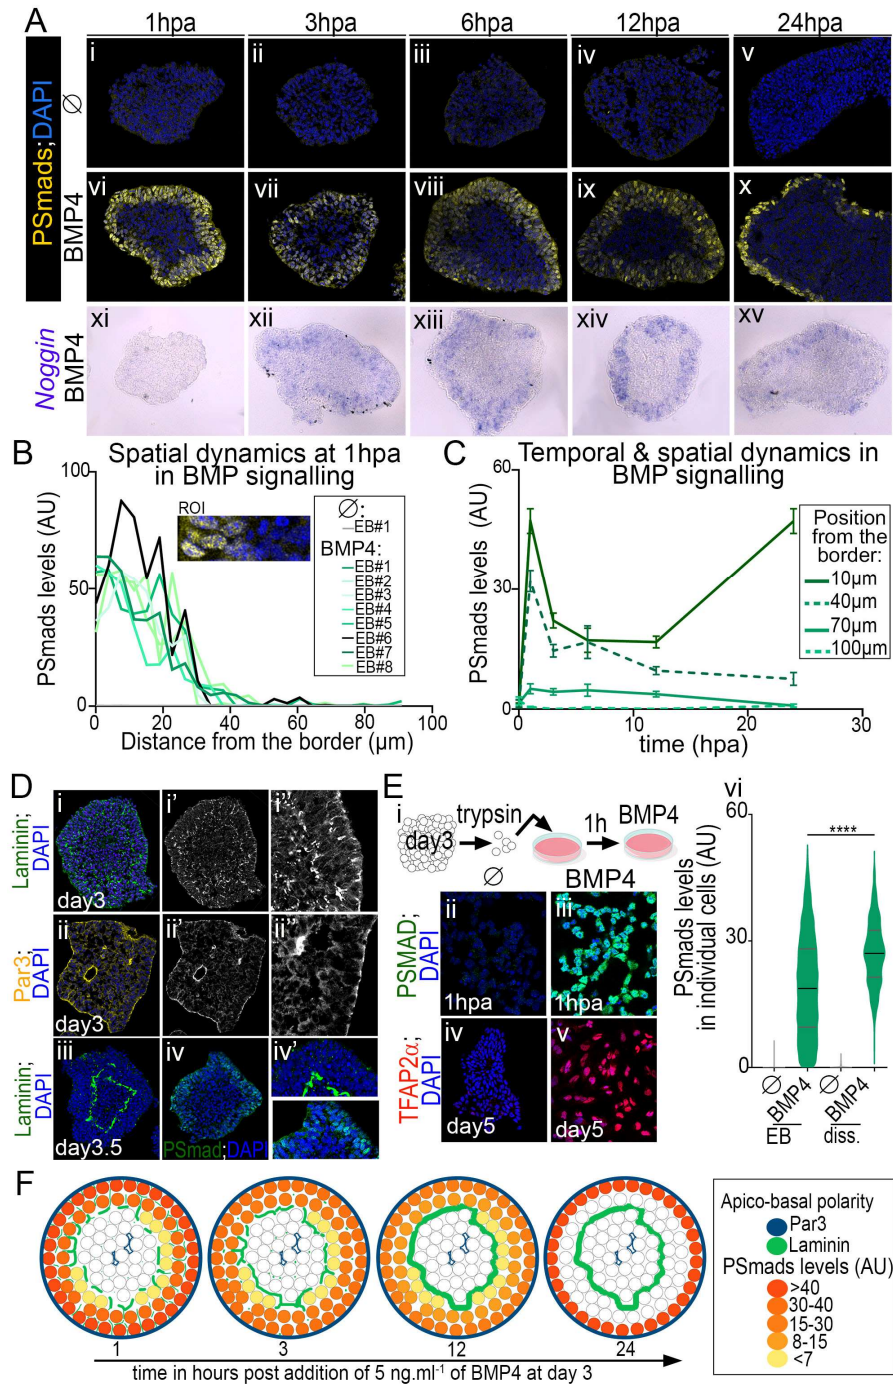 A
1hpa 3hpa 6hpa 12hpa 24hpa
PSmads;DAPI
∅
i ii iii iv v
BMP4
vi vii viii ix x
Noggin
BMP4
xi xii xiii xiv xv
B
Spatial dynamics at 1hpa
in BMP signalling
PSmads levels (AU)
100
50
0
0 20 40 60 80 100
Distance from the border (µm)
ROI
∅:
EB#1
BMP4:
EB#1
EB#2
EB#3
EB#4
EB#5
EB#6
EB#7
EB#8
C
Temporal & spatial dynamics in
BMP signalling
PSmads levels (AU)
60
30
0
0 10 20 30
time (hpa)
Position
from the
border:
10µm
40µm
70µm
100µm
D
Laminin;
DAPI
i i' i''
day3
Par3;
DAPI
ii ii' ii''
day3
Laminin;
DAPI
iii iv iv'
day3.5 PSmad;DAPI
E
i
day3
trypsin
1h
BMP4
∅ BMP4
PSMAD;
DAPI
ii iii
1hpa 1hpa
TFAP2α;
DAPI
iv v
day5 day5
vi
PSmads levels
in individual cells (AU)
60
30
0
****
∅ BMP4 ∅ BMP4
EB diss.
F
1 3 12 24
time in hours post addition of 5 ng.ml-1 of BMP4 at day 3
Apico-basal polarity
Par3
Laminin
PSmads levels (AU)
>40
30-40
15-30
8-15
<7